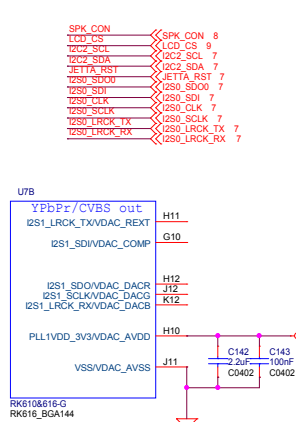 SPK_CON SPK_CON 8
LCD_CS LCD_CS 9
I2C2_SCL I2C2_SCL 7
I2C2_SDA I2C2_SDA 7
JETTA_RST JETTA_RST 7
I2S0_SDO0 I2S0_SDO0 7
I2S0_SDI I2S0_SDI 7
I2S0_CLK I2S0_CLK 7
I2S0_SCLK I2S0_SCLK 7
I2S0_LRCK_TX I2S0_LRCK_TX 7
I2S0_LRCK_RX I2S0_LRCK_RX 7
U7B
YPbPr/CVBS out
I2S1_LRCK_TX/VDAC_REXT H11
I2S1_SDI/VDAC_COMP G10
I2S1_SDO/VDAC_DACR H12
I2S1_SCLK/VDAC_DACG J12
I2S1_LRCK_RX/VDAC_DACB K12
PLL1VDD_3V3/VDAC_AVDD H10
VSS/VDAC_AVSS J11
C142 C143
2.2uF 100nF
C0402 C0402
RK610&616-G
RK616_BGA144